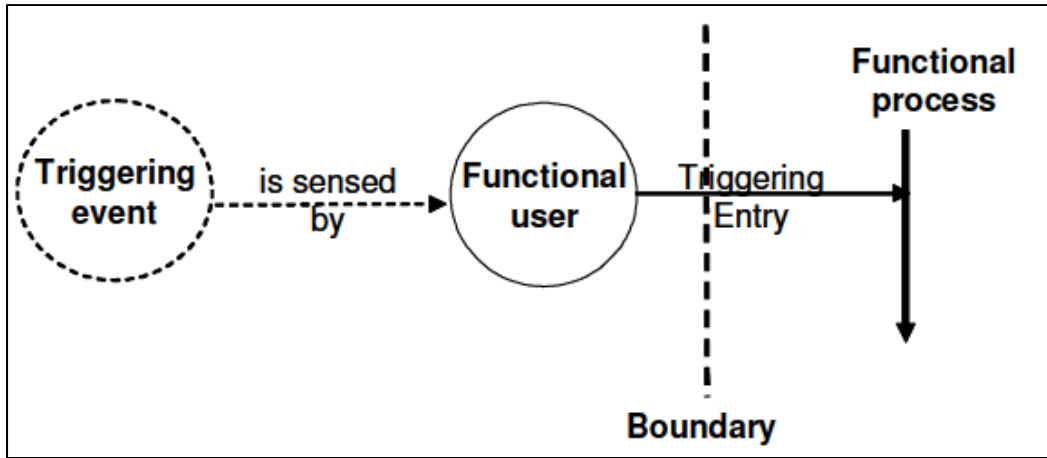 Triggering
event
is sensed
by
Functional
user
Triggering
Entry
Functional
process
Boundary